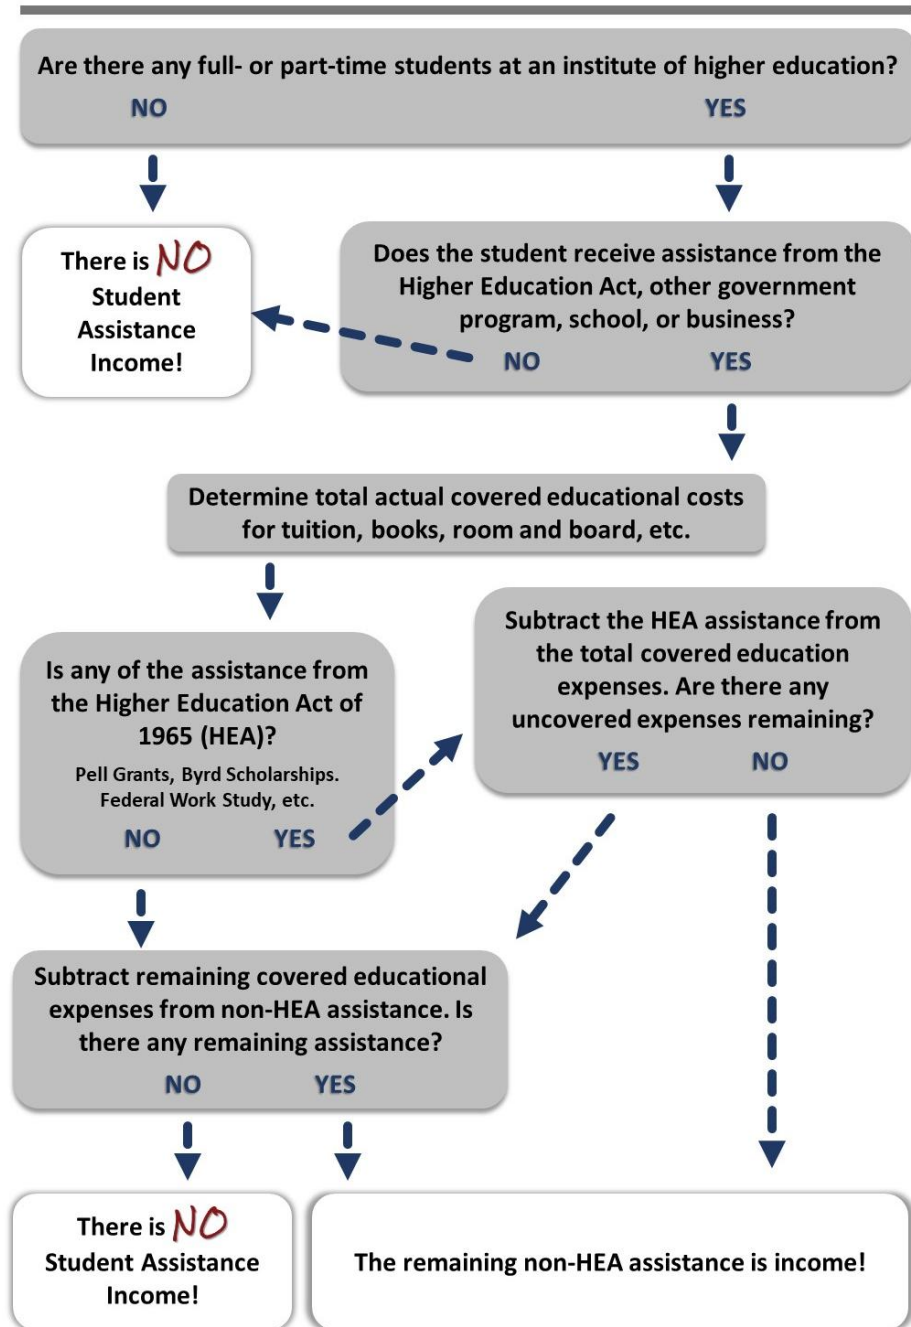 Are there any full- or part-time students at an institute of higher education?
NO
YES
There is NO
Student
Assistance
Income!
Does the student receive assistance from the
Higher Education Act, other government
program, school, or business?
NO
YES
Determine total actual covered educational costs
for tuition, books, room and board, etc.
Is any of the assistance from
the Higher Education Act of
1965 (HEA)?
Pell Grants, Byrd Scholarships.
Federal Work Study, etc.
NO
YES
Subtract the HEA assistance from
the total covered education
expenses. Are there any
uncovered expenses remaining?
YES
NO
Subtract remaining covered educational
expenses from non-HEA assistance. Is
there any remaining assistance?
NO
YES
There is NO
Student Assistance
Income!
The remaining non-HEA assistance is income!